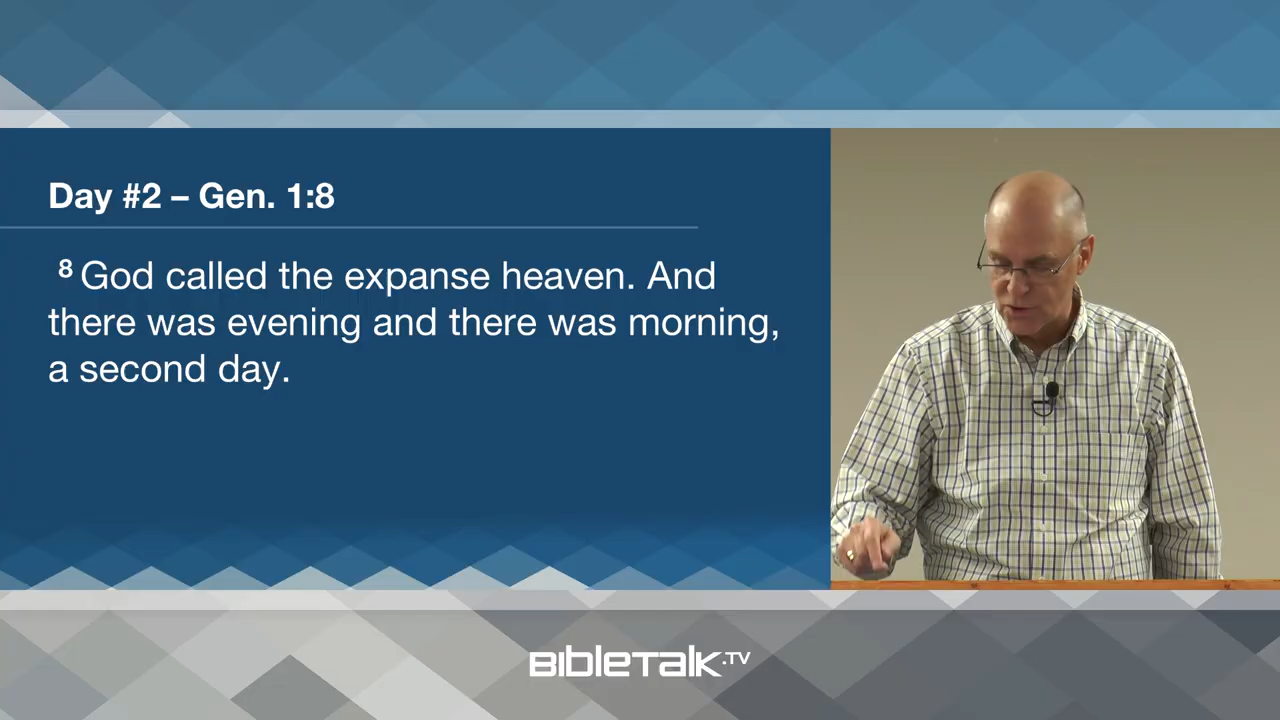 Day #2 – Gen. 1:8
8 God called the expanse heaven. And
there was evening and there was morning,
a second day.
BIBLETALK.TV